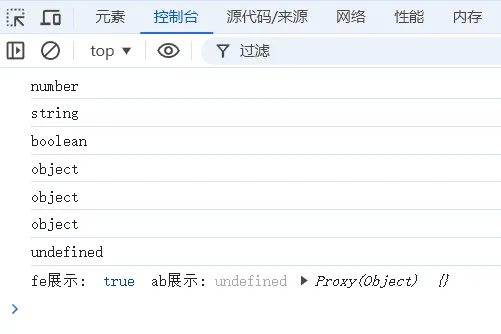 元素 控制台 源代码/来源 网络 性能 内存
top 过滤
number
string
boolean
object
object
object
undefined
fe展示: true ab展示: undefined Proxy(Object) {}